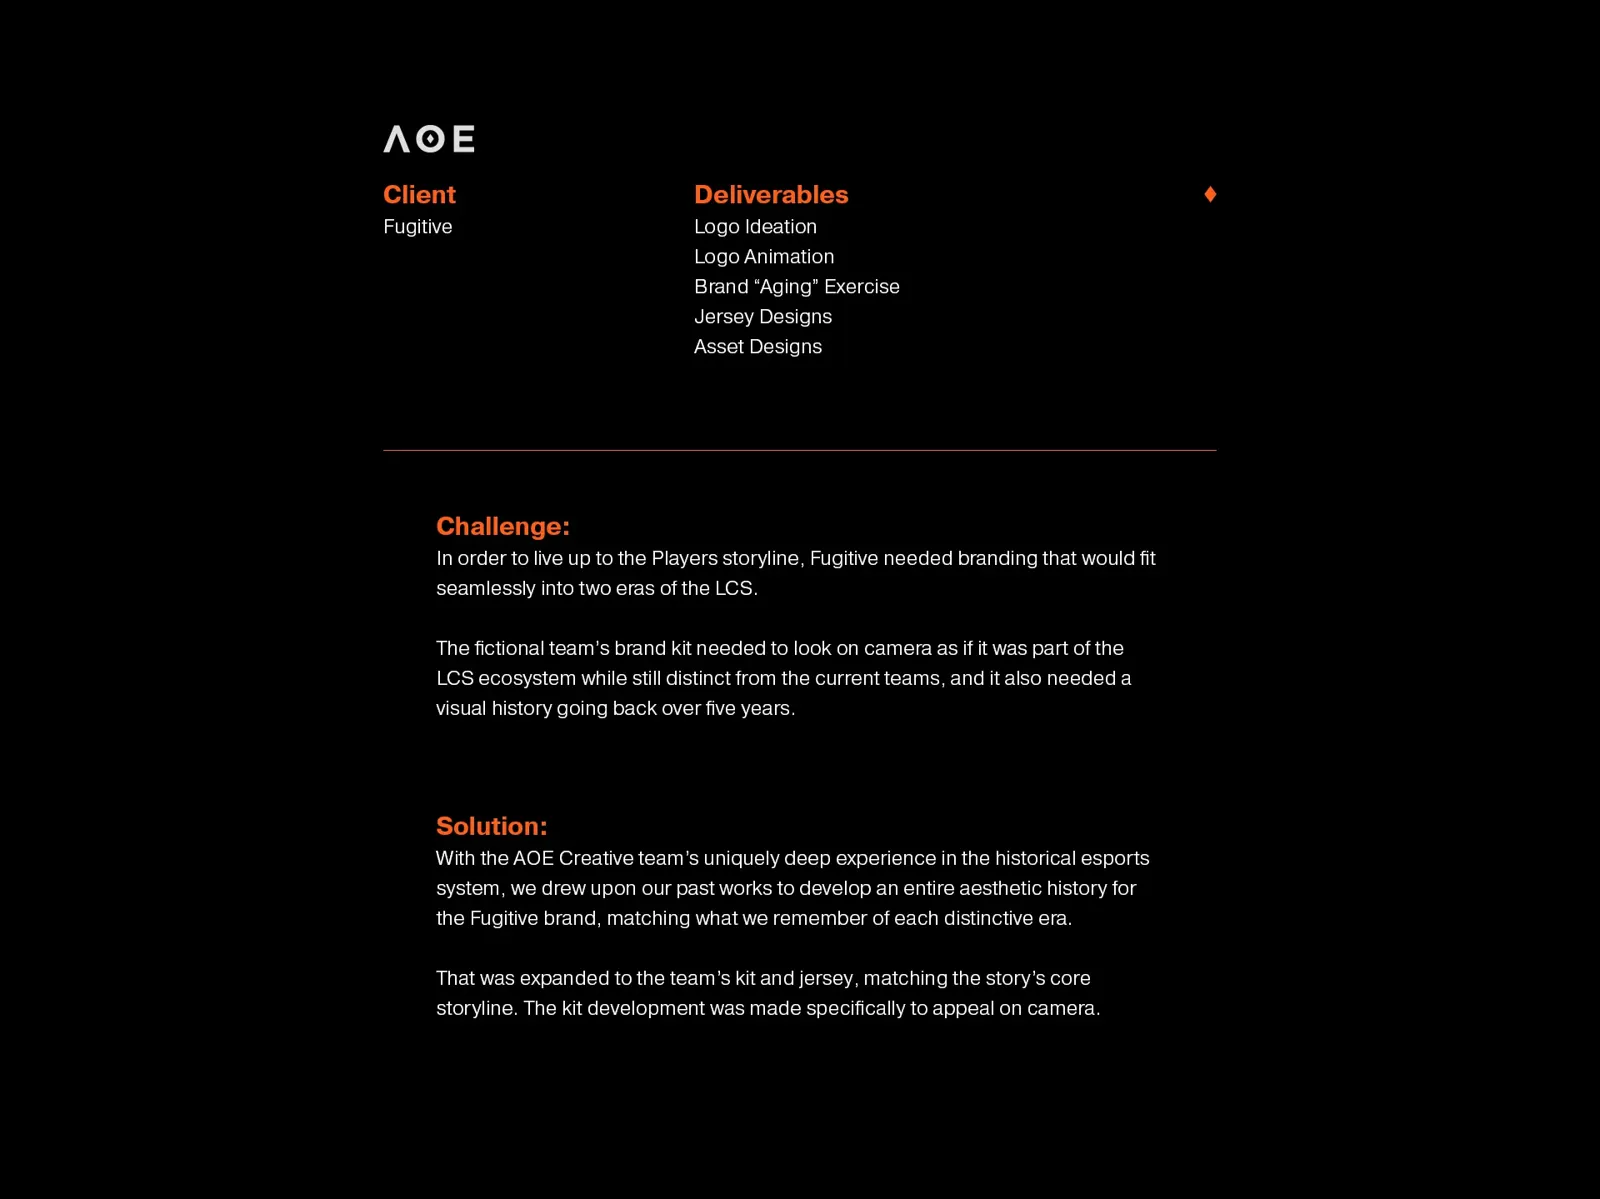 AOE
Client
Fugitive
Deliverables
Logo Ideation
Logo Animation
Brand “Aging” Exercise
Jersey Designs
Asset Designs
Challenge:
In order to live up to the Players storyline, Fugitive needed branding that would fit
seamlessly into two eras of the LCS.
The fictional team’s brand kit needed to look on camera as if it was part of the
LCS ecosystem while still distinct from the current teams, and it also needed a
visual history going back over five years.
Solution:
With the AOE Creative team’s uniquely deep experience in the historical esports
system, we drew upon our past works to develop an entire aesthetic history for
the Fugitive brand, matching what we remember of each distinctive era.
That was expanded to the team’s kit and jersey, matching the story’s core
storyline. The kit development was made specifically to appeal on camera.